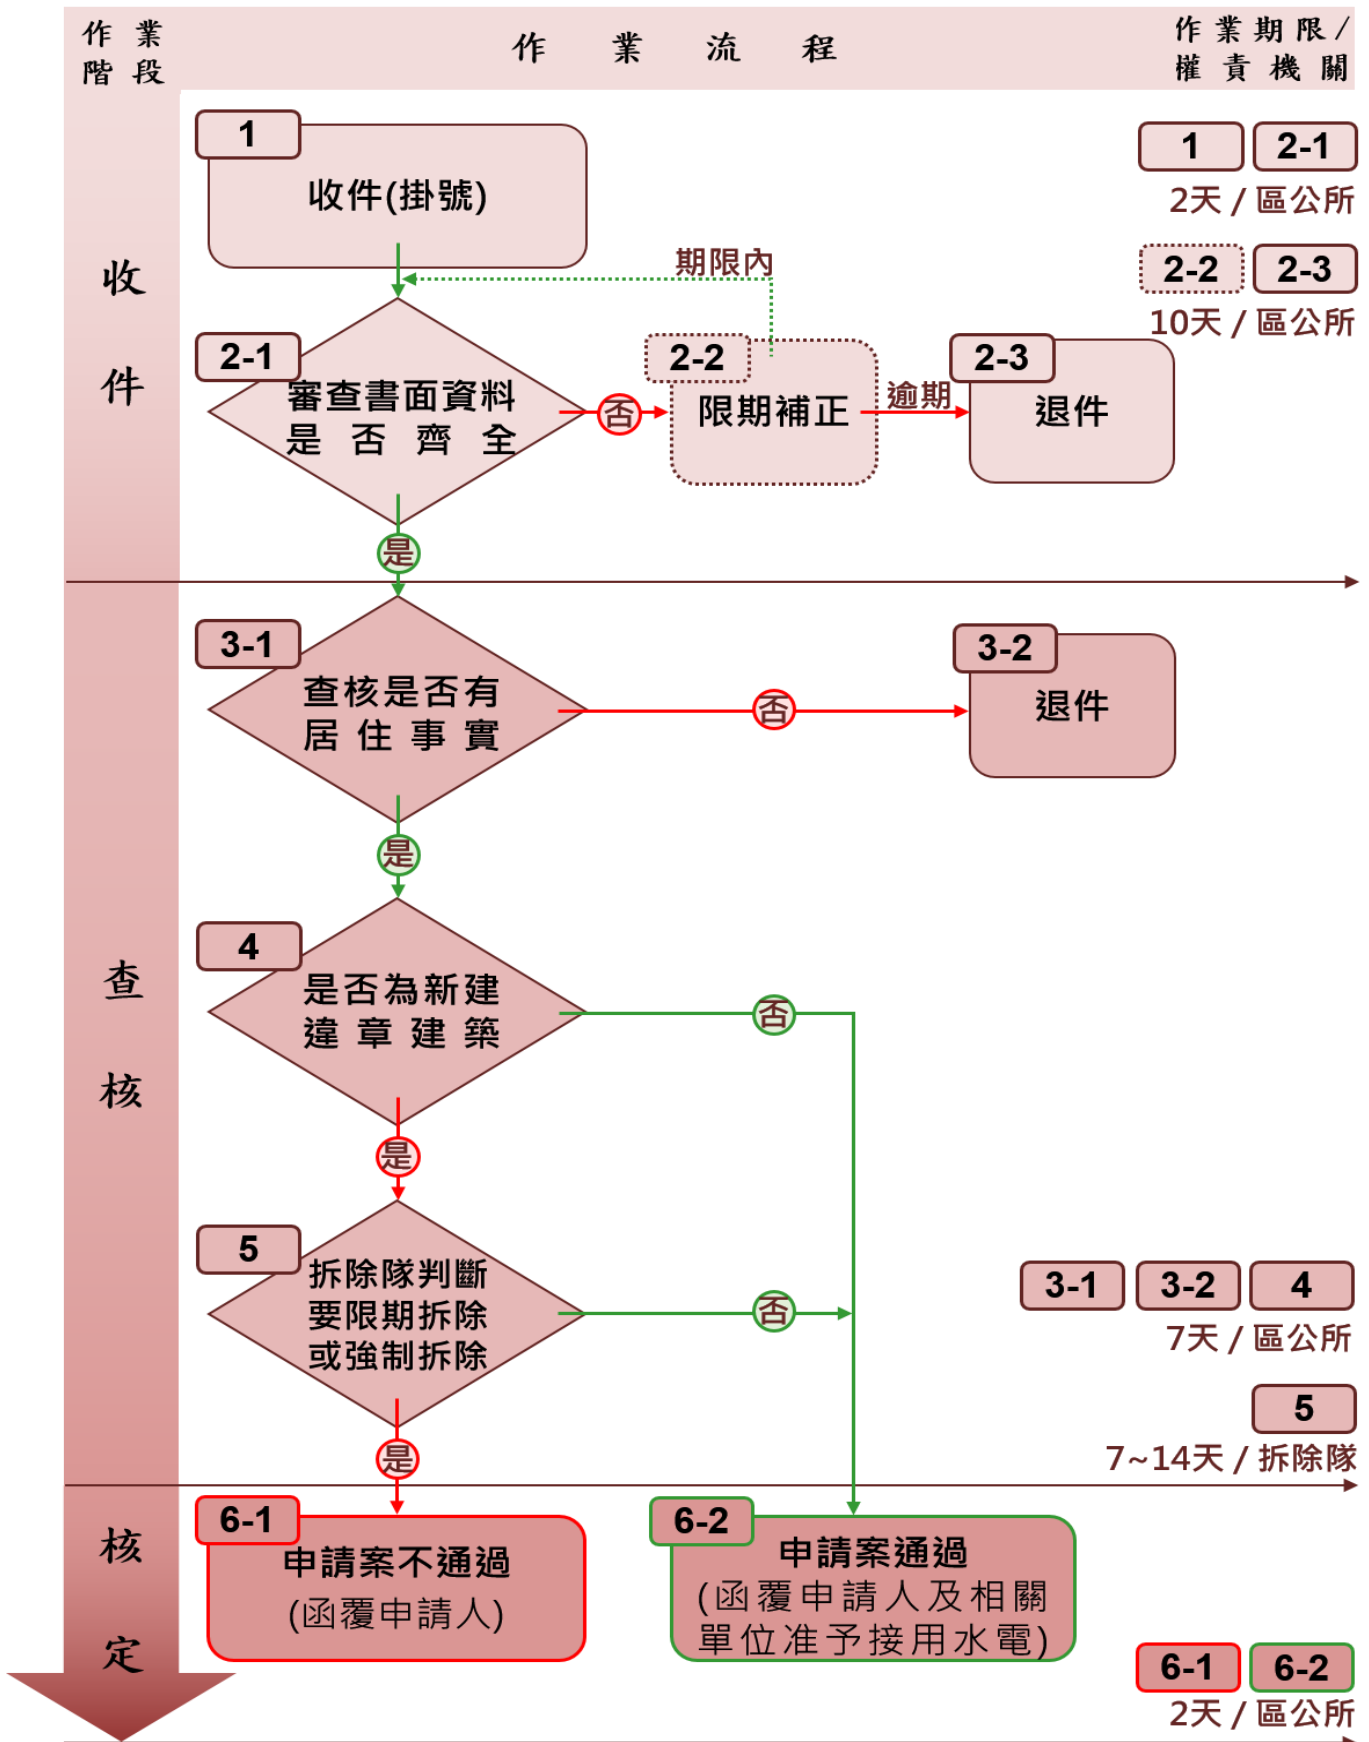 作業
階段
作業流程
作業期限/
權責機關
收
件
1
收件(掛號)
1
2-1
2天 / 區公所
期限內
2-2
2-3
10天 / 區公所
2-1
審查書面資料
是否齊全
否
2-2
限期補正
逾期
2-3
退件
是
查
核
3-1
查核是否有
居住事實
否
3-2
退件
是
4
是否為新建
違章建築
否
是
5
拆除隊判斷
要限期拆除
或強制拆除
否
3-1
3-2
4
7天 / 區公所
5
7~14天 / 拆除隊
是
核
定
6-1
申請案不通過
(函覆申請人)
6-2
申請案通過
(函覆申請人及相關
單位准予接用水電)
6-1
6-2
2天 / 區公所